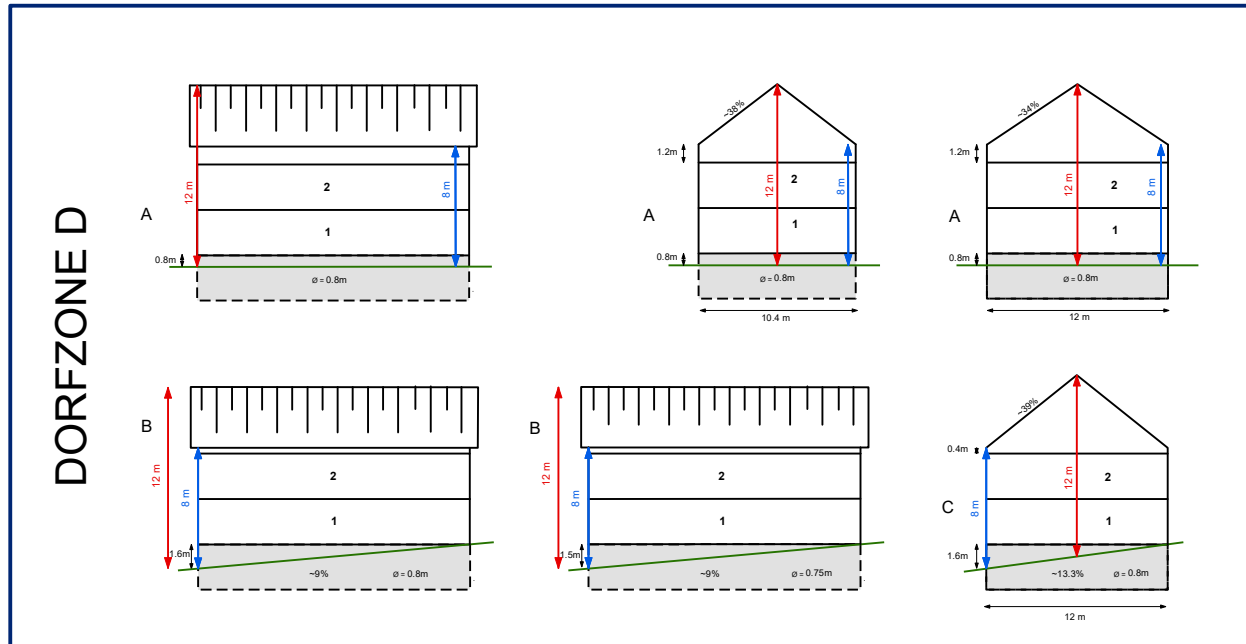 DORFZONE D
A
12 m
8 m
2
1
0.8m
ø = 0.8m
A
~38%
1.2m
12 m
8 m
2
1
0.8m
ø = 0.8m
10.4 m
A
~34%
1.2m
12 m
8 m
2
1
0.8m
ø = 0.8m
12 m
B
12 m
8 m
2
1
1.6m
~9%
ø = 0.8m
B
12 m
8 m
2
1
1.5m
~9%
ø = 0.75m
C
~39%
0.4m
12 m
8 m
2
1
1.6m
~13.3%
ø = 0.8m
12 m